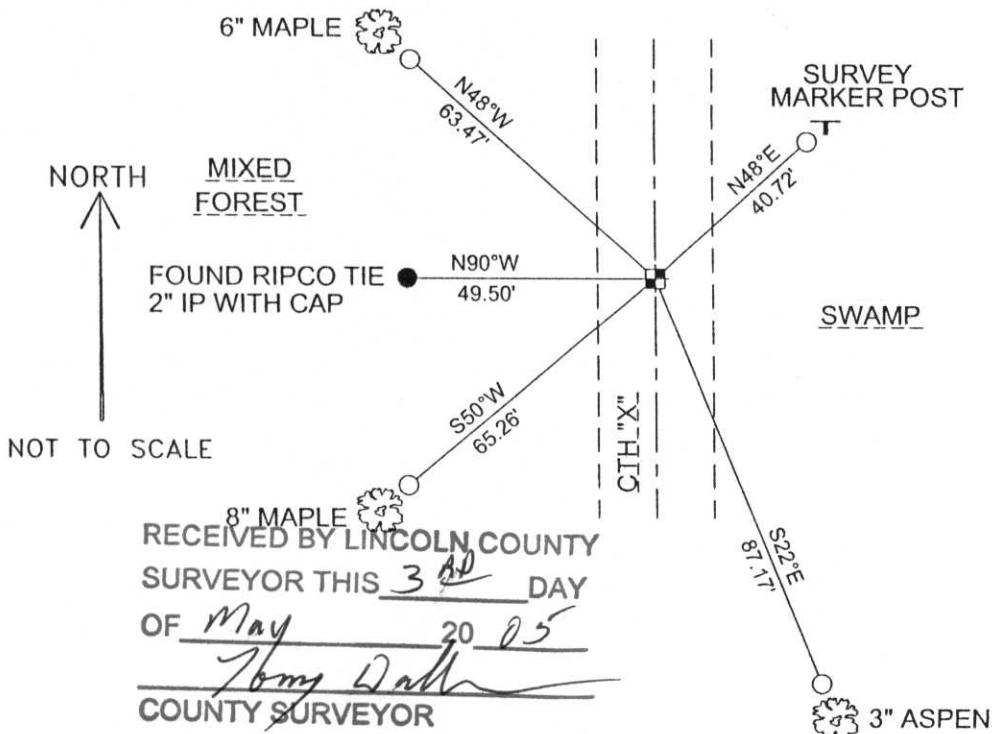 6" MAPLE
N48°W
63.47'
SURVEY
MARKER POST
N48°E
40.72'
NORTH
MIXED
FOREST
FOUND RIPCO TIE
2" IP WITH CAP
N90°W
49.50'
SWAMP
S50°W
65.26'
CTH "X"
NOT TO SCALE
8" MAPLE
S22°E
87.17'
RECEIVED BY LINCOLN COUNTY
SURVEYOR THIS 3 RD DAY
OF May 20 05
COUNTY SURVEYOR
3" ASPEN